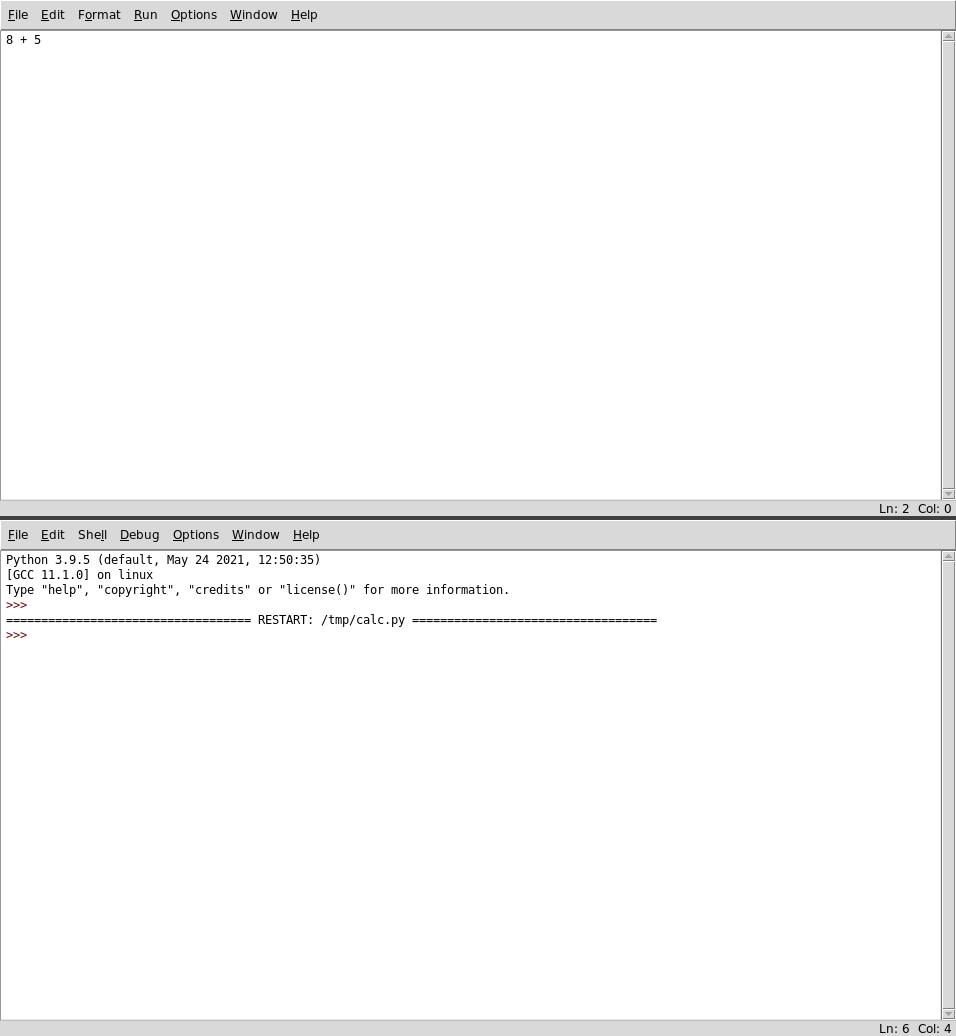 File Edit Format Run Options Window Help
8 + 5
Ln: 2 Col: 0
File Edit Shell Debug Options Window Help
Python 3.9.5 (default, May 24 2021, 12:50:35)
[GCC 11.1.0] on linux
Type "help", "copyright", "credits" or "license()" for more information.
>>>
=================================== RESTART: /tmp/calc.py ===================================
>>>
Ln: 6 Col: 4